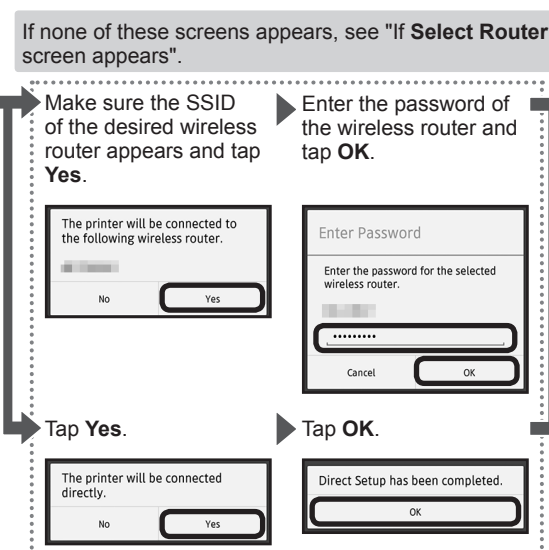 If none of these screens appears, see "If Select Router
screen appears".
Make sure the SSID
of the desired wireless
router appears and tap
Yes.
The printer will be connected to
the following wireless router.
No
Yes
Enter the password of
the wireless router and
tap OK.
Enter Password
Enter the password for the selected
wireless router.
•••••••••
Cancel
OK
Tap Yes.
The printer will be connected
directly.
No
Yes
Tap OK.
Direct Setup has been completed.
OK